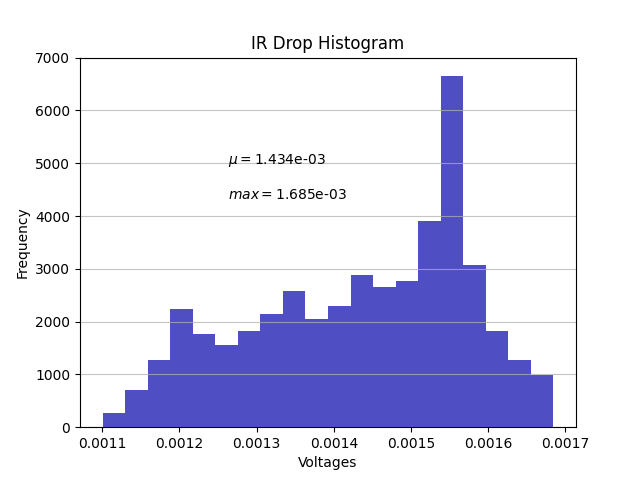 IR Drop Histogram
7000
6000
5000
4000
3000
2000
1000
0
Frequency
μ = 1.434e-03
max = 1.685e-03
0.0011 0.0012 0.0013 0.0014 0.0015 0.0016 0.0017
Voltages